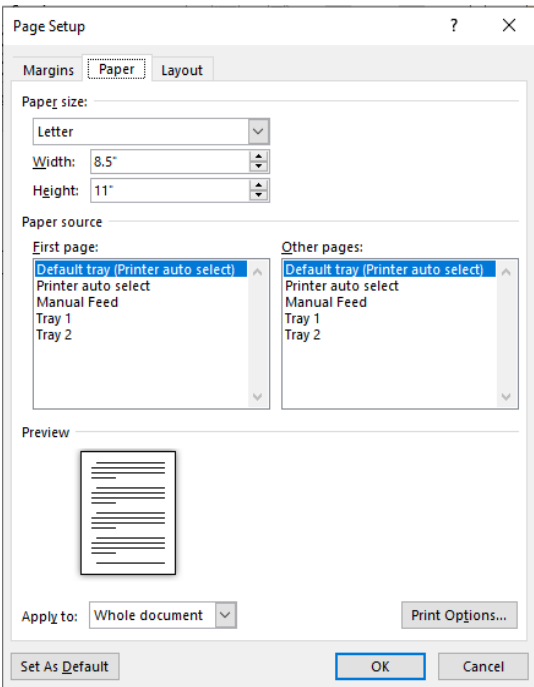 Page Setup ? ×
Margins Paper Layout
Paper size:
Letter
Width: 8.5"
Height: 11"
Paper source
First page: Other pages:
Default tray (Printer auto select) Default tray (Printer auto select)
Printer auto select Printer auto select
Manual Feed Manual Feed
Tray 1 Tray 1
Tray 2 Tray 2
Preview
Apply to: Whole document Print Options...
Set As Default OK Cancel